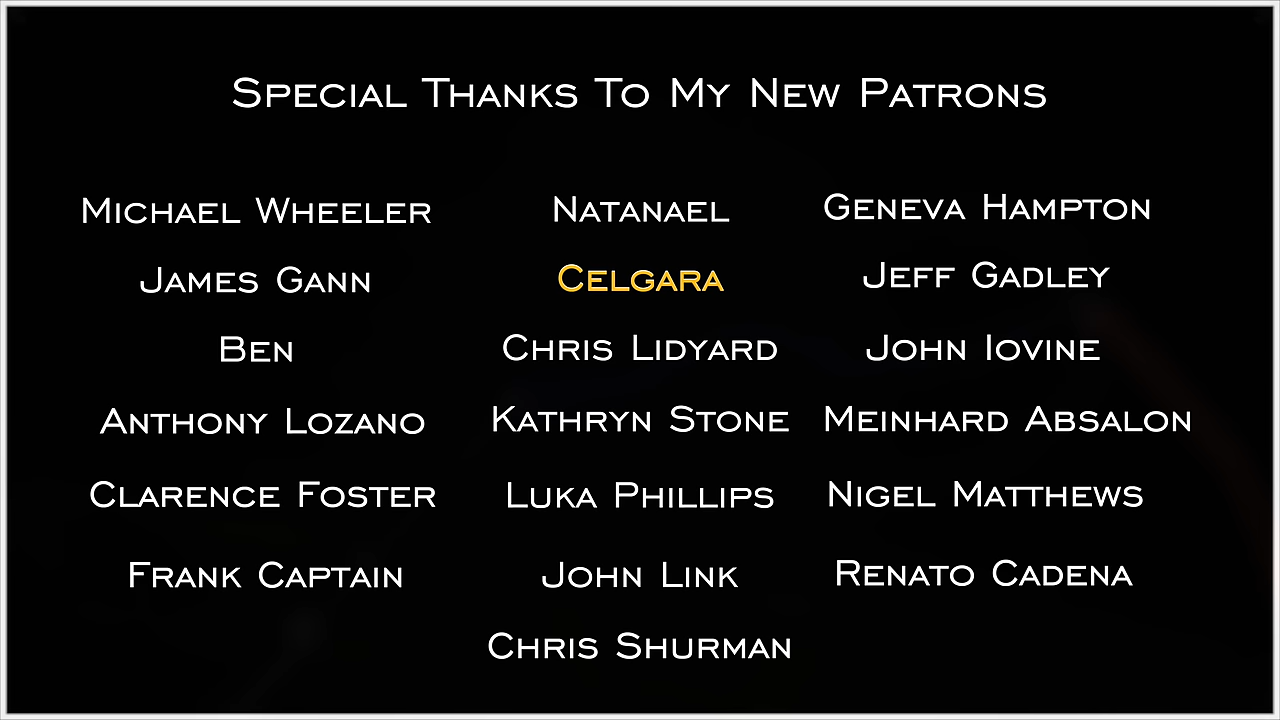 Special Thanks To My New Patrons
Michael Wheeler
Natanael
Geneva Hampton
James Gann
Celgara
Jeff Gadley
Ben
Chris Lidyard
John Iovine
Anthony Lozano
Kathryn Stone
Meinhard Absalon
Clarence Foster
Luka Phillips
Nigel Matthews
Frank Captain
John Link
Renato Cadena
Chris Shurman